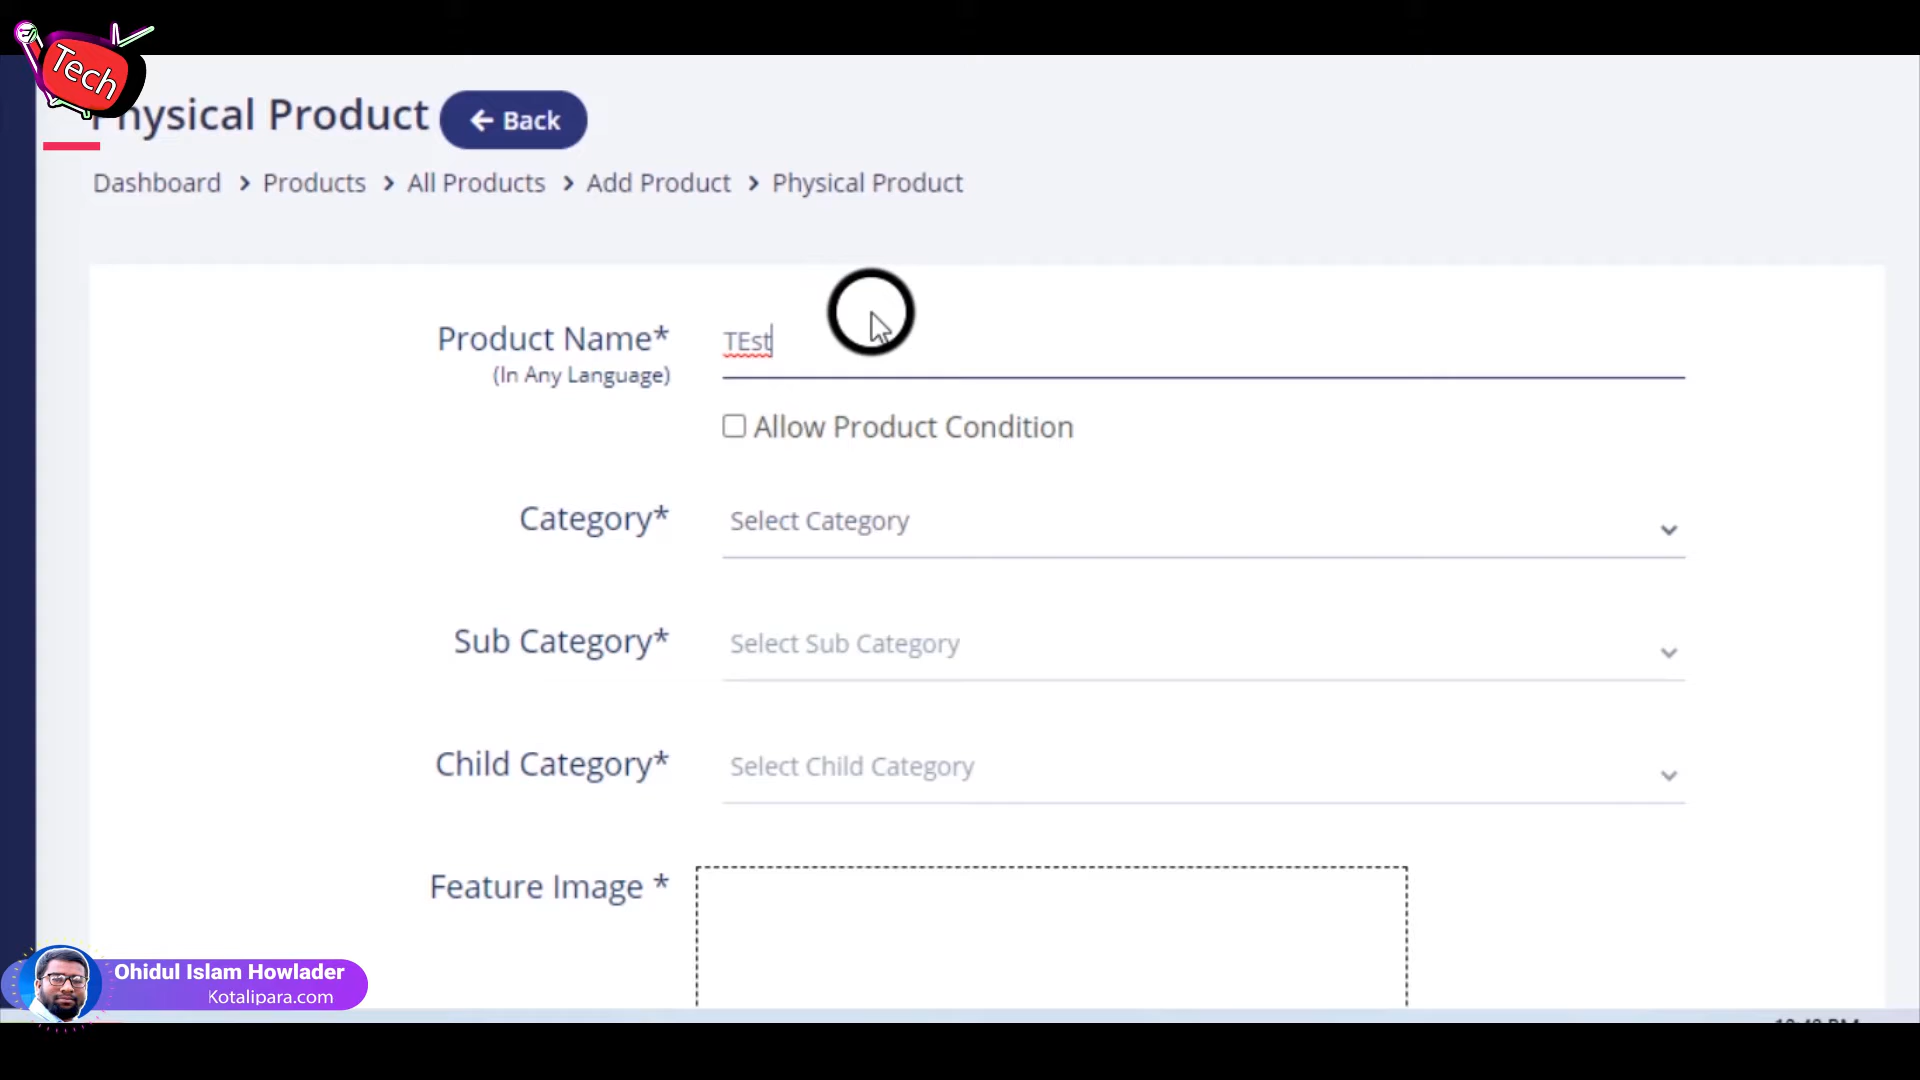 Tech
Physical Product
Back
Dashboard > Products > All Products > Add Product > Physical Product
Product Name*
TEst
(In Any Language)
Allow Product Condition
Category*
Select Category
Sub Category*
Select Sub Category
Child Category*
Select Child Category
Feature Image *
Ohidul Islam Howlader
Kotalipara.com